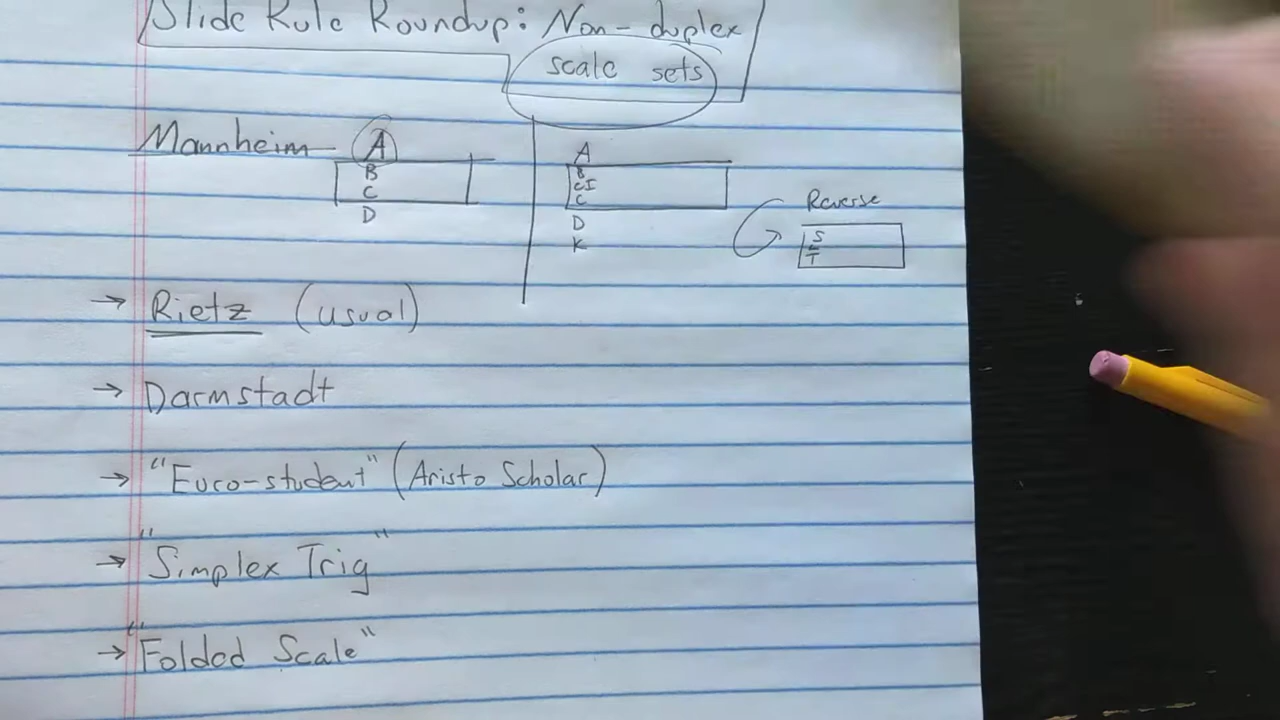 Slide Rule Roundup: Non-duplex
scale sets
Mannheim A A
B B
CI
C C
D D
K
Reverse
S
T
→ Rietz (usual)
→ Darmstadt
→ "Euro-student" (Aristo Scholar)
→ "Simplex Trig"
→ "Folded Scale"